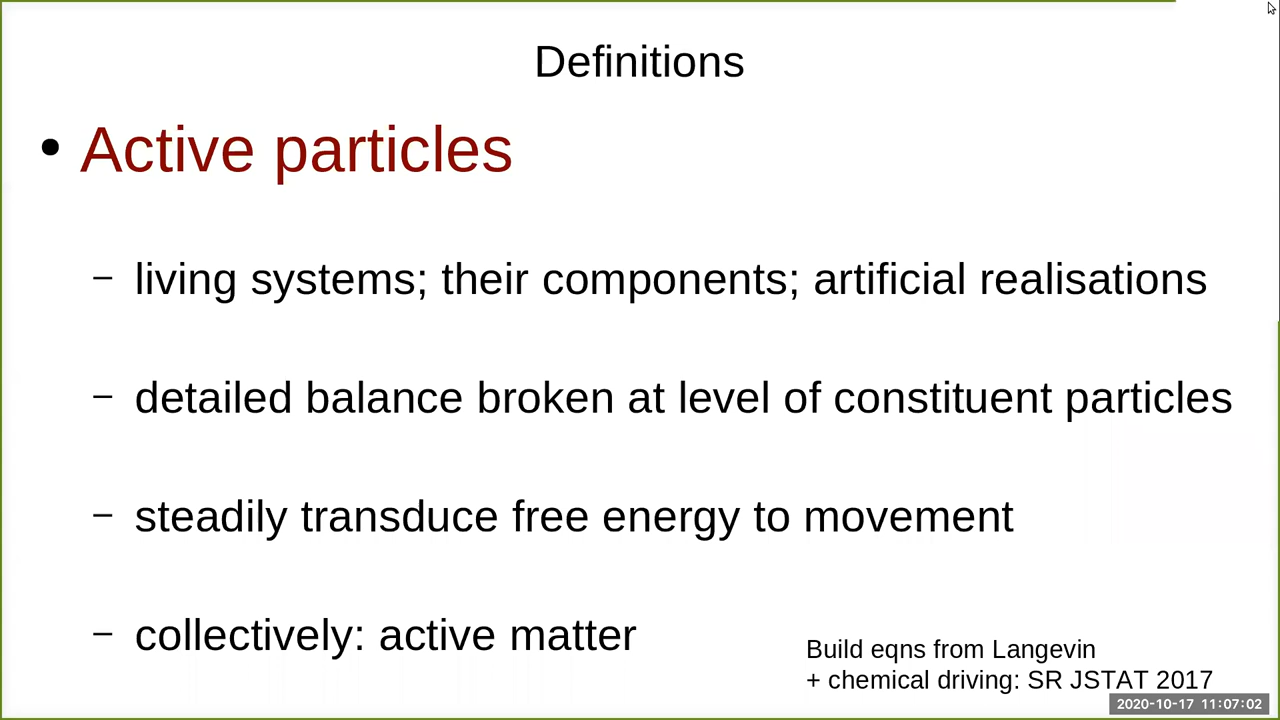 Definitions
• Active particles
– living systems; their components; artificial realisations
– detailed balance broken at level of constituent particles
– steadily transduce free energy to movement
– collectively: active matter
Build eqns from Langevin
+ chemical driving: SR JSTAT 2017
2020-10-17 11:07:02